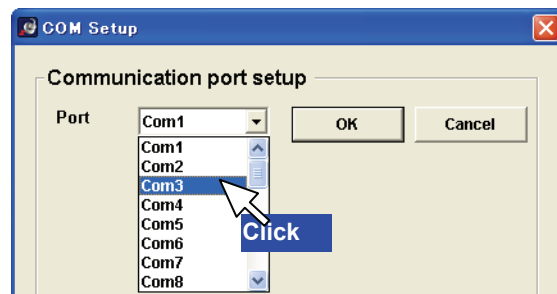 COM Setup
Communication port setup
Port
Com1
OK
Cancel
Com1
Com2
Com3
Com4
Com5
Com6
Com7
Com8
Click